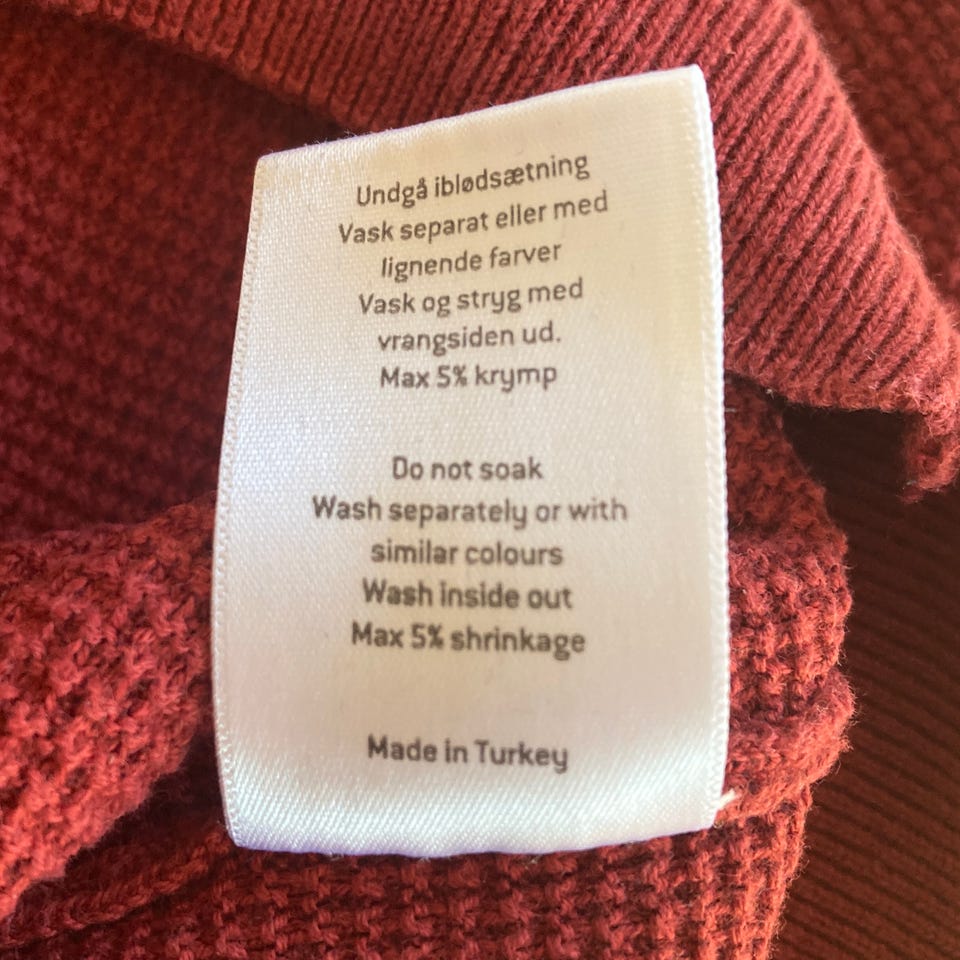 Undgå iblødsætning
Vask separat eller med
lignende farver
Vask og stryg med
vrangsiden ud.
Max 5% krymp
Do not soak
Wash separately or with
similar colours
Wash inside out
Max 5% shrinkage
Made in Turkey